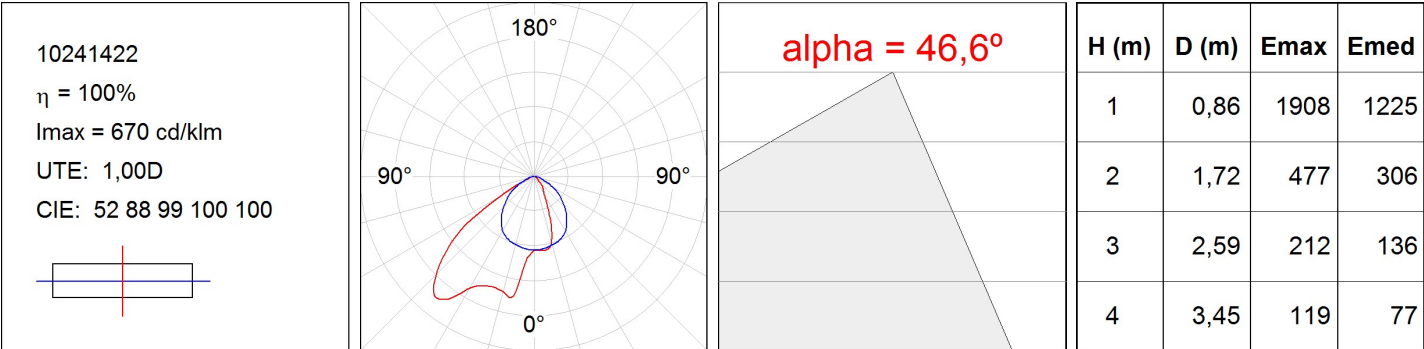 10241422
η = 100%
Imax = 670 cd/klm
UTE: 1,00D
CIE: 52 88 99 100 100
180°
90° 90°
0°
alpha = 46,6º
H (m) D (m) Emax Emed
1 0,86 1908 1225
2 1,72 477 306
3 2,59 212 136
4 3,45 119 77